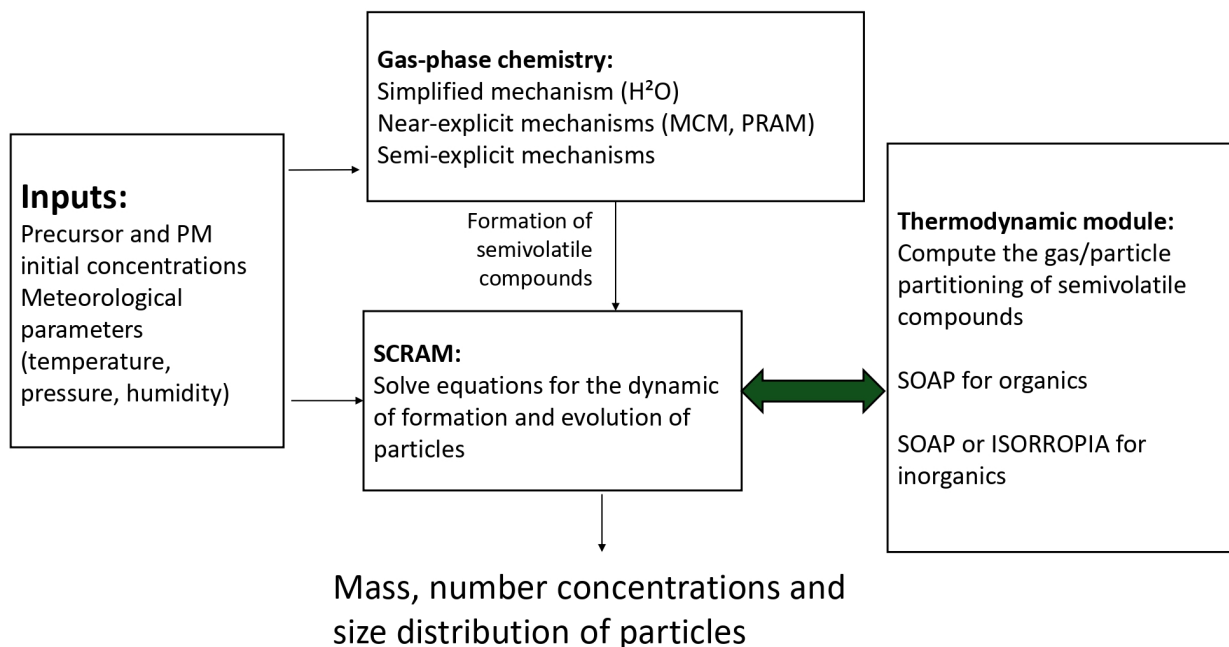 Gas-phase chemistry:
Simplified mechanism (H²O)
Near-explicit mechanisms (MCM, PRAM)
Semi-explicit mechanisms
Inputs:
Precursor and PM
initial concentrations
Meteorological
parameters
(temperature,
pressure, humidity)
Formation of
semivolatile
compounds
Thermodynamic module:
Compute the gas/particle
partitioning of semivolatile
compounds
SOAP for organics
SOAP or ISORROPIA for
inorganics
SCRAM:
Solve equations for the dynamic
of formation and evolution of
particles
Mass, number concentrations and
size distribution of particles